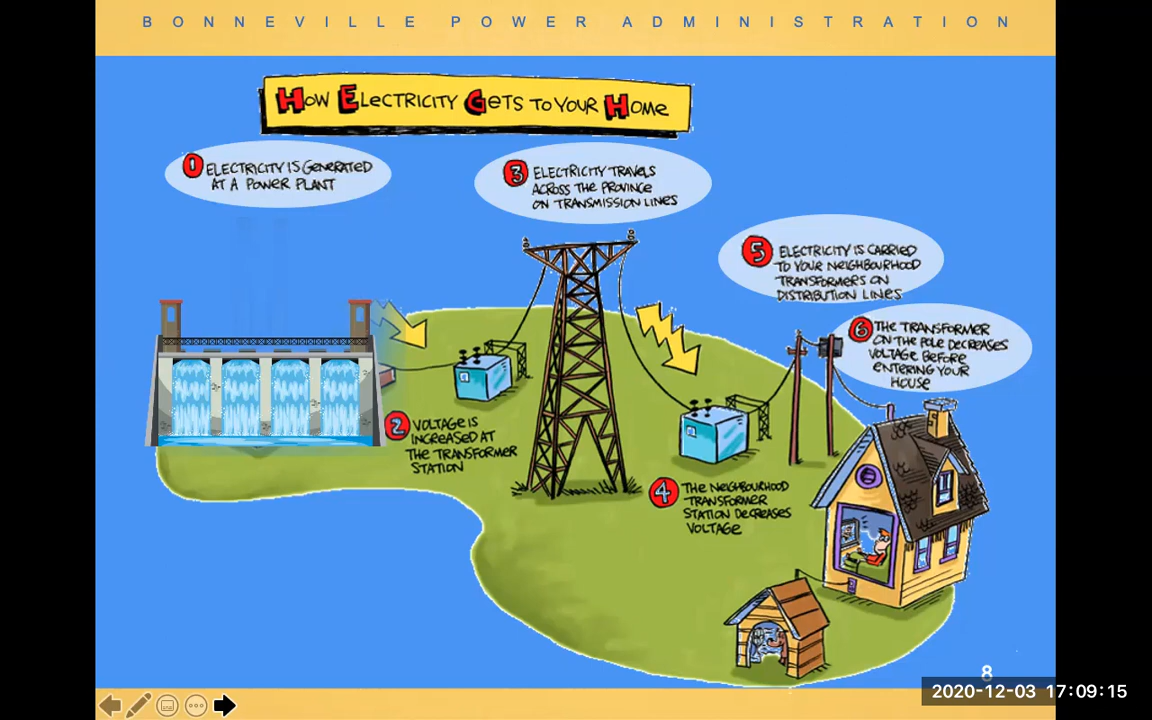 BONNEVILLE POWER ADMINISTRATION
HOW ELECTRICITY GETS TO YOUR HOME
1 ELECTRICITY IS GENERATED
AT A POWER PLANT
3 ELECTRICITY TRAVELS
ACROSS THE PROVINCE
ON TRANSMISSION LINES
5 ELECTRICITY IS CARRIED
TO YOUR NEIGHBOURHOOD
TRANSFORMERS ON
DISTRIBUTION LINES
6 THE TRANSFORMER
ON THE POLE DECREASES
VOLTAGE BEFORE
ENTERING YOUR
HOUSE
2 VOLTAGE IS
INCREASED AT
THE TRANSFORMER
STATION
4 THE NEIGHBOURHOOD
TRANSFORMER
STATION DECREASES
VOLTAGE
8
2020-12-03 17:09:15